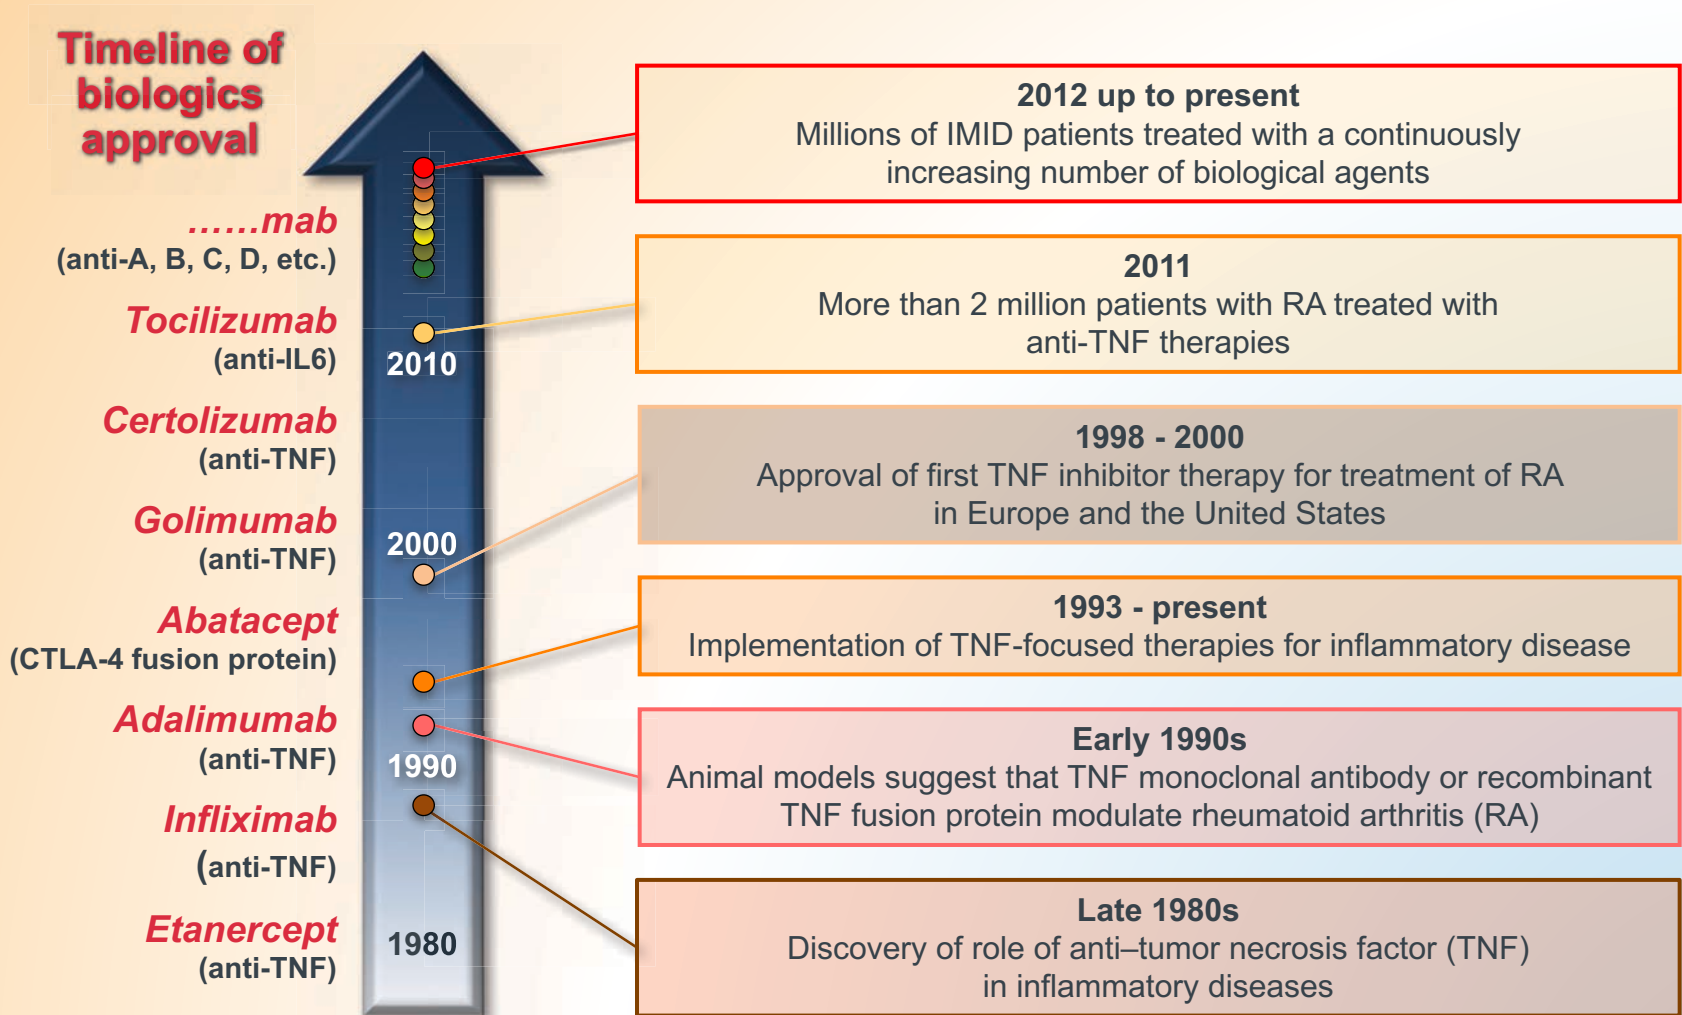 Timeline of
biologics
approval
……mab
(anti-A, B, C, D, etc.)
Tocilizumab
(anti-IL6)
Certolizumab
(anti-TNF)
Golimumab
(anti-TNF)
Abatacept
(CTLA-4 fusion protein)
Adalimumab
(anti-TNF)
Infliximab
(anti-TNF)
Etanercept
(anti-TNF)
2010
2000
1990
1980
2012 up to present
Millions of IMID patients treated with a continuously
increasing number of biological agents
2011
More than 2 million patients with RA treated with
anti-TNF therapies
1998 - 2000
Approval of first TNF inhibitor therapy for treatment of RA
in Europe and the United States
1993 - present
Implementation of TNF-focused therapies for inflammatory disease
Early 1990s
Animal models suggest that TNF monoclonal antibody or recombinant
TNF fusion protein modulate rheumatoid arthritis (RA)
Late 1980s
Discovery of role of anti–tumor necrosis factor (TNF)
in inflammatory diseases